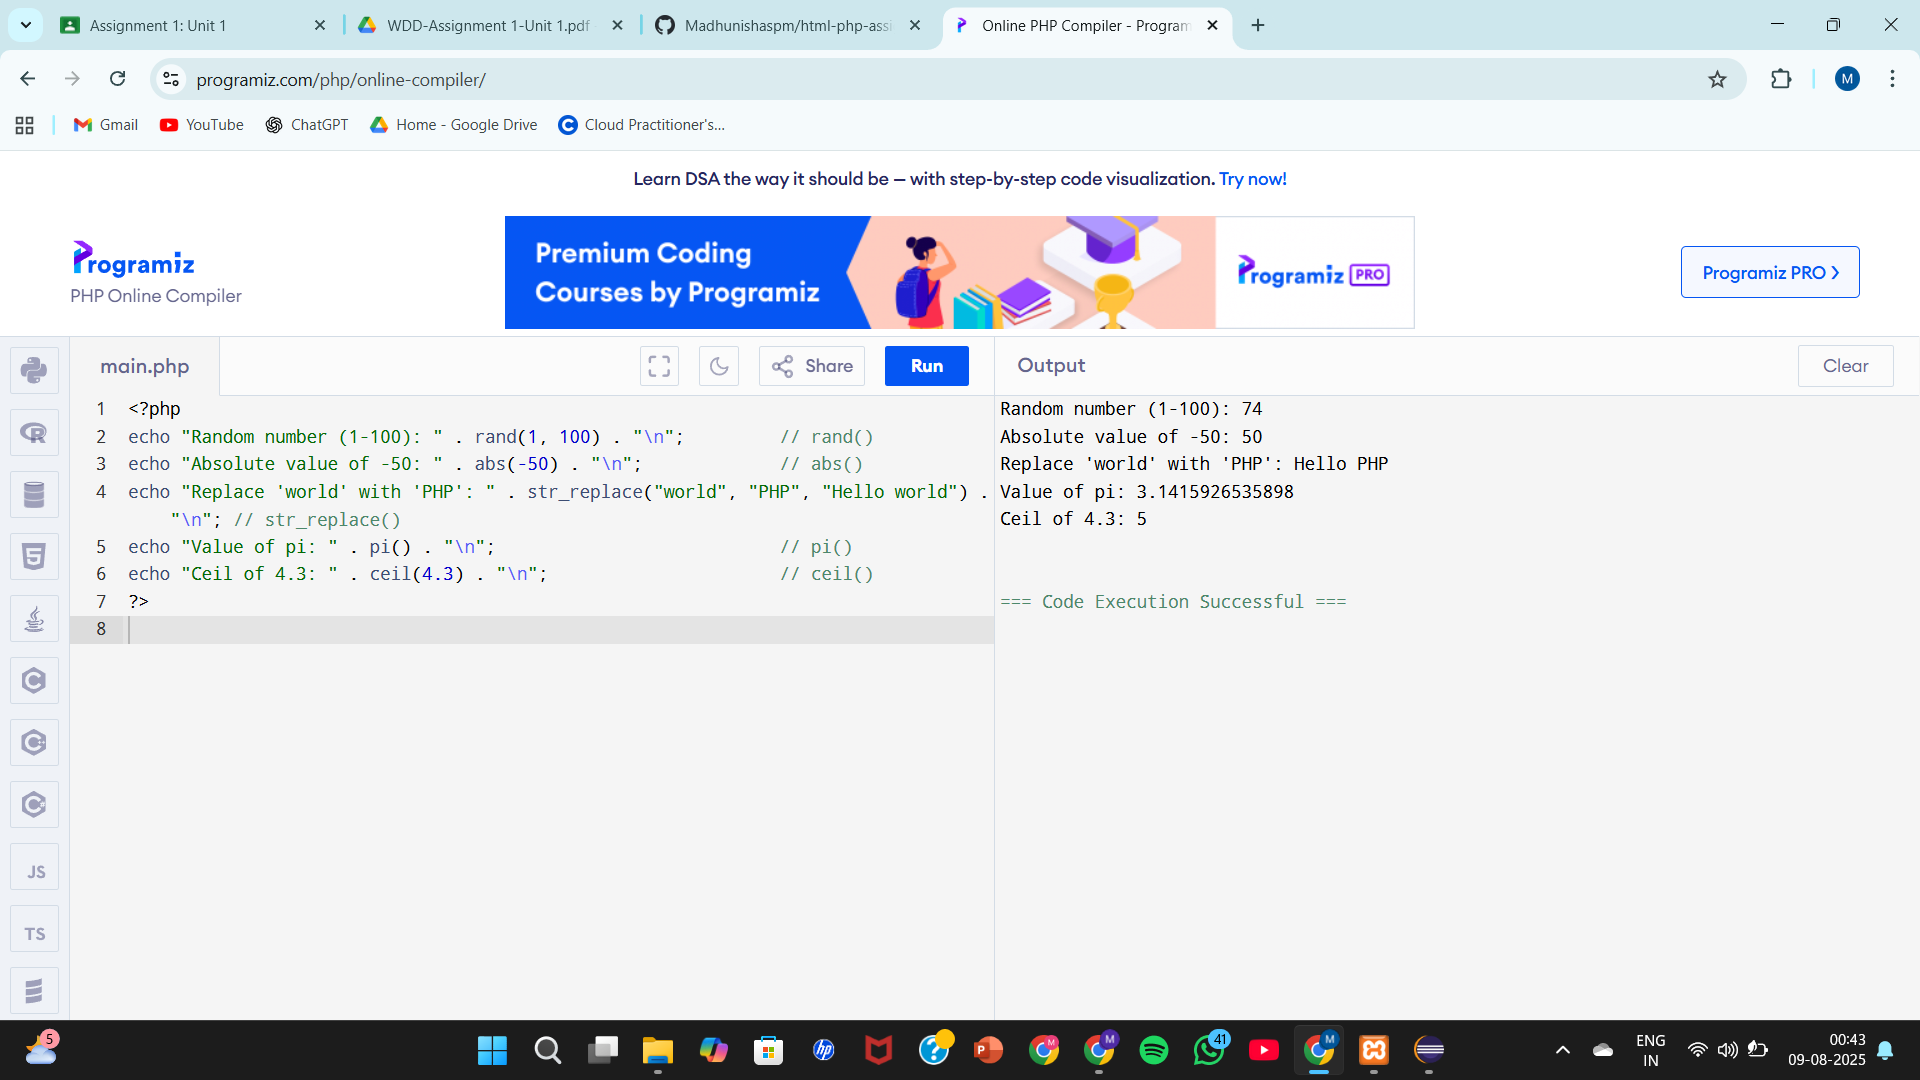 Assignment 1: Unit 1
WDD-Assignment 1-Unit 1.pdf
Madhunishaspm/html-php-assi
Online PHP Compiler - Program
programiz.com/php/online-compiler/
M
Gmail
YouTube
ChatGPT
Home - Google Drive
Cloud Practitioner's...
Learn DSA the way it should be — with step-by-step code visualization. Try now!
Programiz
PHP Online Compiler
Premium Coding
Courses by Programiz
Programiz PRO
Programiz PRO ›
main.php
Share
Run
Output
Clear
1 <?php
2 echo "Random number (1-100): " . rand(1, 100) . "\n"; // rand()
3 echo "Absolute value of -50: " . abs(-50) . "\n"; // abs()
4 echo "Replace 'world' with 'PHP': " . str_replace("world", "PHP", "Hello world") .
"\n"; // str_replace()
5 echo "Value of pi: " . pi() . "\n"; // pi()
6 echo "Ceil of 4.3: " . ceil(4.3) . "\n"; // ceil()
7 ?>
8
Random number (1-100): 74
Absolute value of -50: 50
Replace 'world' with 'PHP': Hello PHP
Value of pi: 3.1415926535898
Ceil of 4.3: 5
=== Code Execution Successful ===
JS
TS
5
hp
P
M
M
41
M
ENG
IN
00:43
09-08-2025